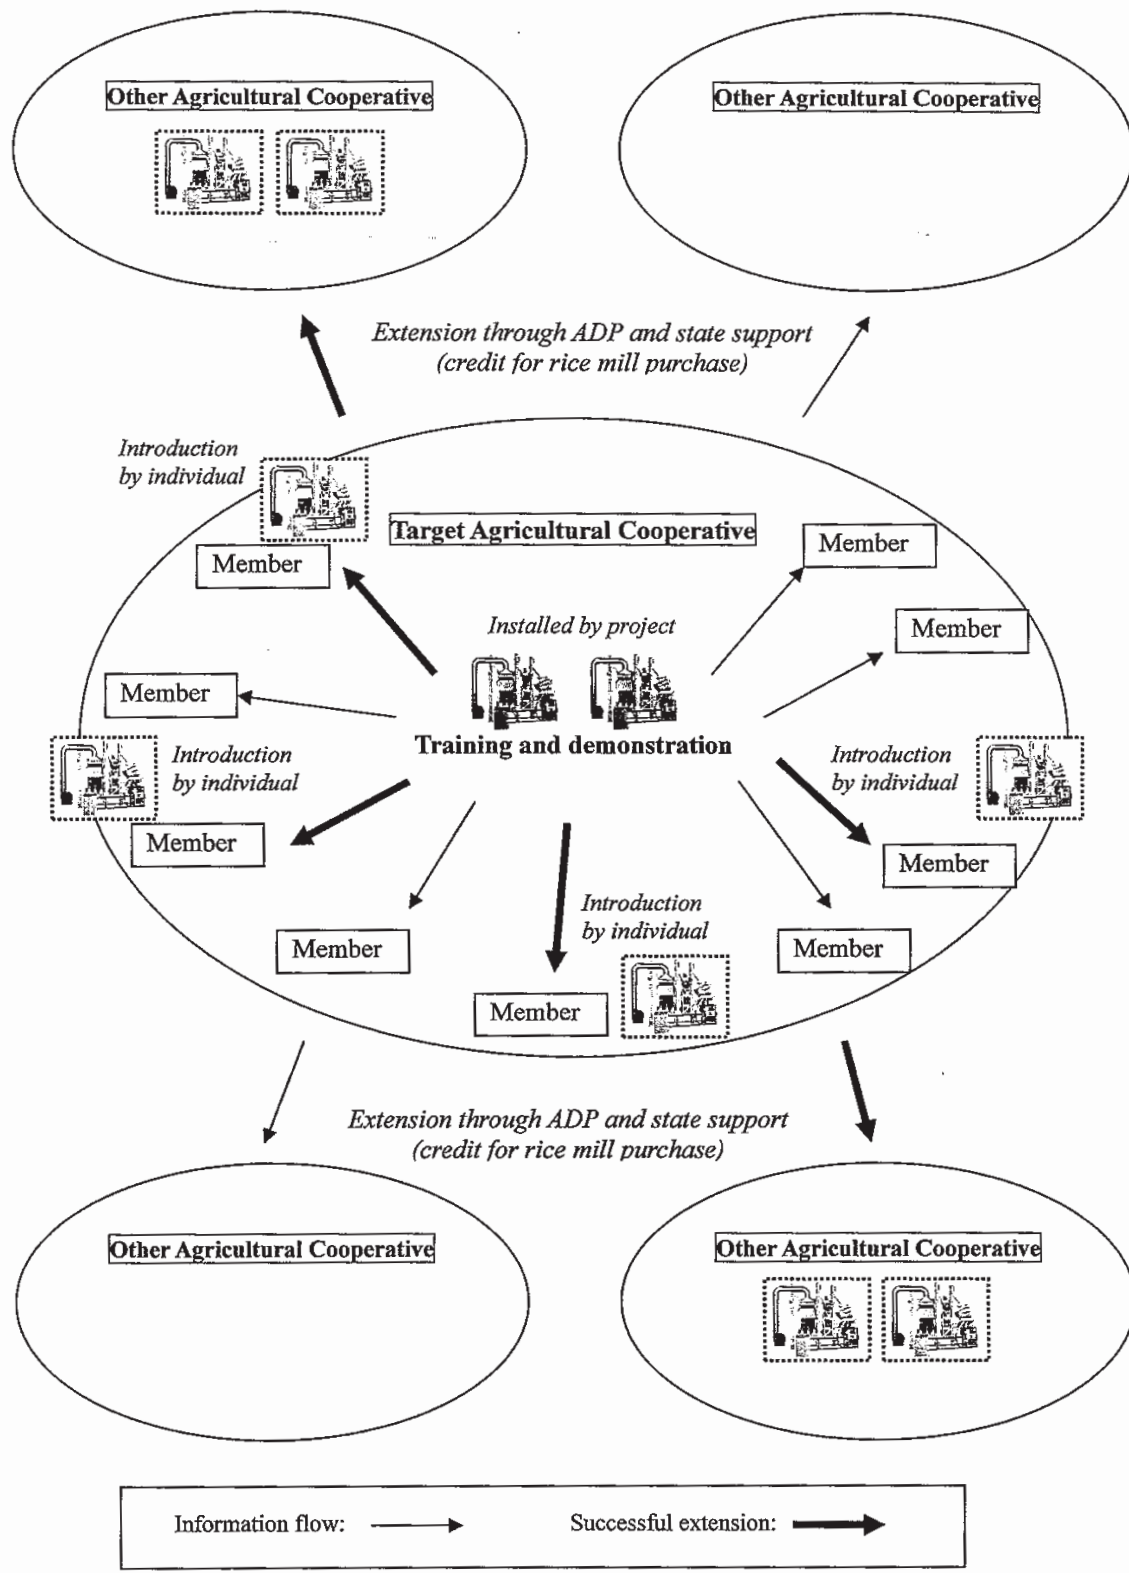 Other Agricultural Cooperative
Other Agricultural Cooperative
Extension through ADP and state support
(credit for rice mill purchase)
Introduction
by individual
Target Agricultural Cooperative
Member
Member
Installed by project
Member
Member
Training and demonstration
Introduction
by individual
Introduction
by individual
Member
Member
Introduction
by individual
Member
Member
Member
Extension through ADP and state support
(credit for rice mill purchase)
Other Agricultural Cooperative
Other Agricultural Cooperative
Information flow:
Successful extension: